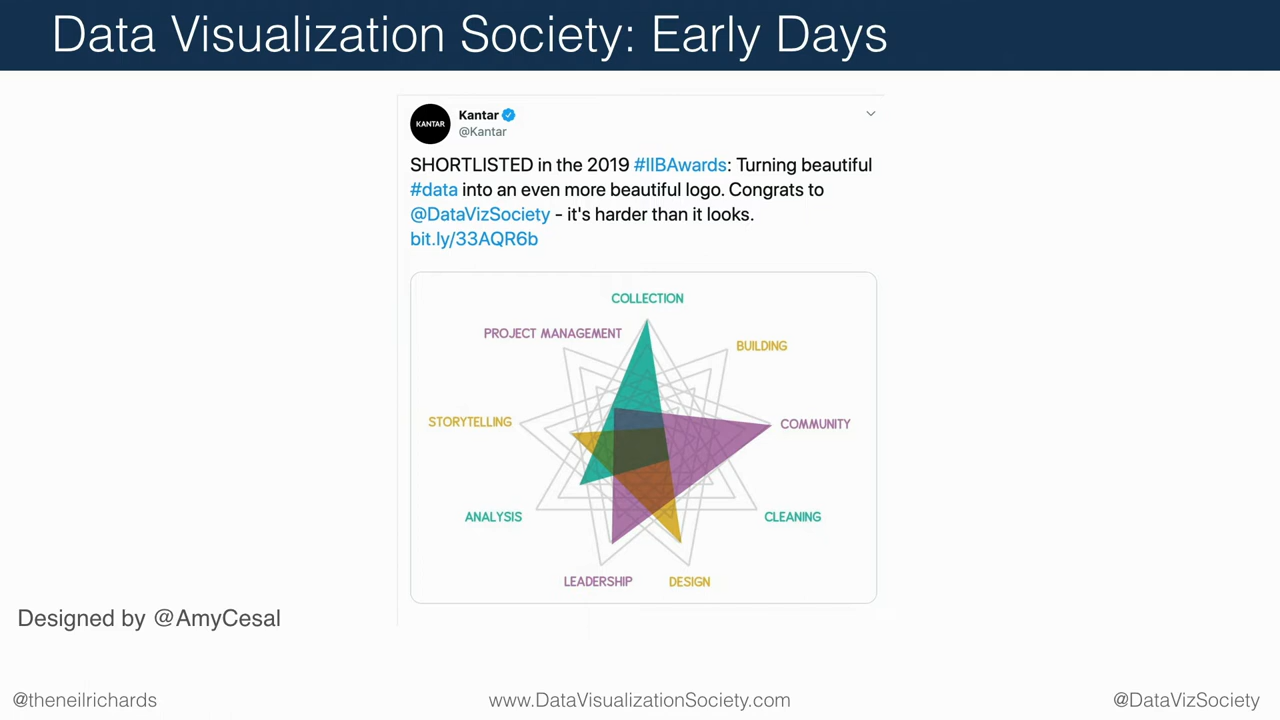 Data Visualization Society: Early Days
KANTAR
Kantar
@Kantar
SHORTLISTED in the 2019 #IIBAwards: Turning beautiful
#data into an even more beautiful logo. Congrats to
@DataVizSociety - it's harder than it looks.
bit.ly/33AQR6b
COLLECTION
PROJECT MANAGEMENT
BUILDING
STORYTELLING
COMMUNITY
ANALYSIS
CLEANING
LEADERSHIP
DESIGN
Designed by @AmyCesal
@theneilrichards
www.DataVisualizationSociety.com
@DataVizSociety